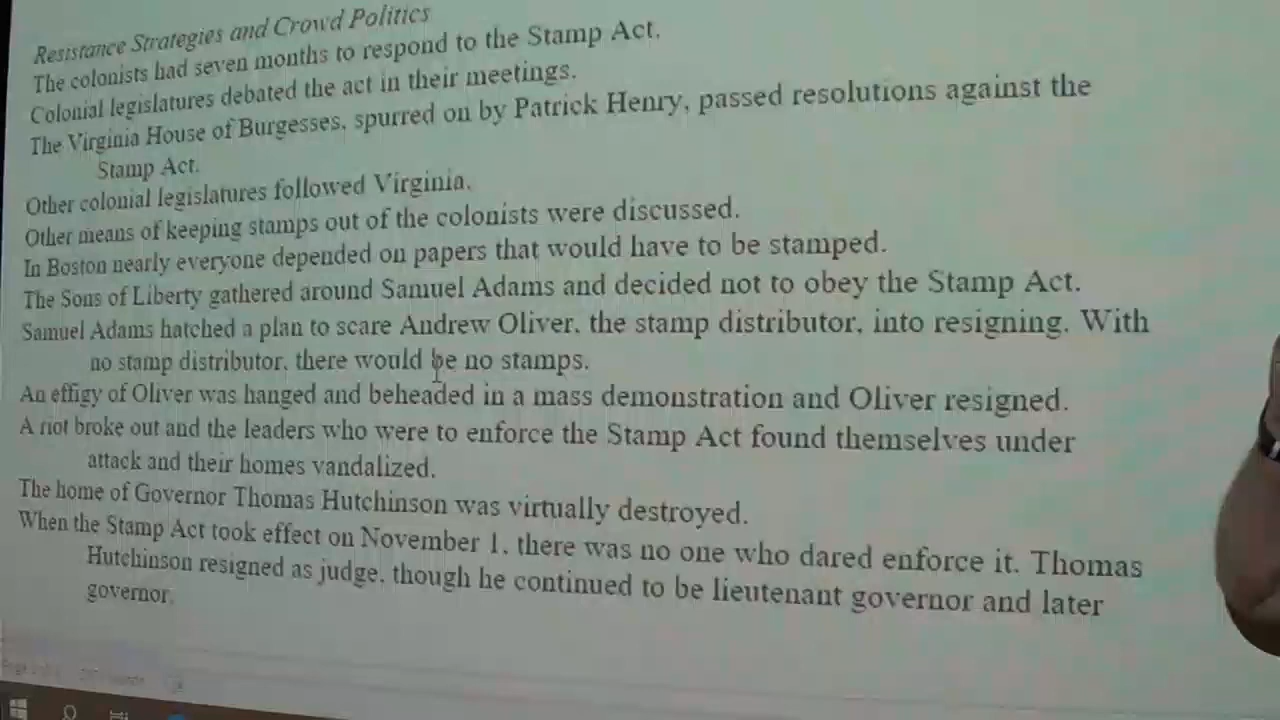 Resistance Strategies and Crowd Politics
The colonists had seven months to respond to the Stamp Act.
Colonial legislatures debated the act in their meetings.
The Virginia House of Burgesses, spurred on by Patrick Henry, passed resolutions against the
Stamp Act.
Other colonial legislatures followed Virginia.
Other means of keeping stamps out of the colonists were discussed.
In Boston nearly everyone depended on papers that would have to be stamped.
The Sons of Liberty gathered around Samuel Adams and decided not to obey the Stamp Act.
Samuel Adams hatched a plan to scare Andrew Oliver, the stamp distributor, into resigning. With
no stamp distributor, there would be no stamps.
An effigy of Oliver was hanged and beheaded in a mass demonstration and Oliver resigned.
A riot broke out and the leaders who were to enforce the Stamp Act found themselves under
attack and their homes vandalized.
The home of Governor Thomas Hutchinson was virtually destroyed.
When the Stamp Act took effect on November 1, there was no one who dared enforce it. Thomas
Hutchinson resigned as judge, though he continued to be lieutenant governor and later
governor.